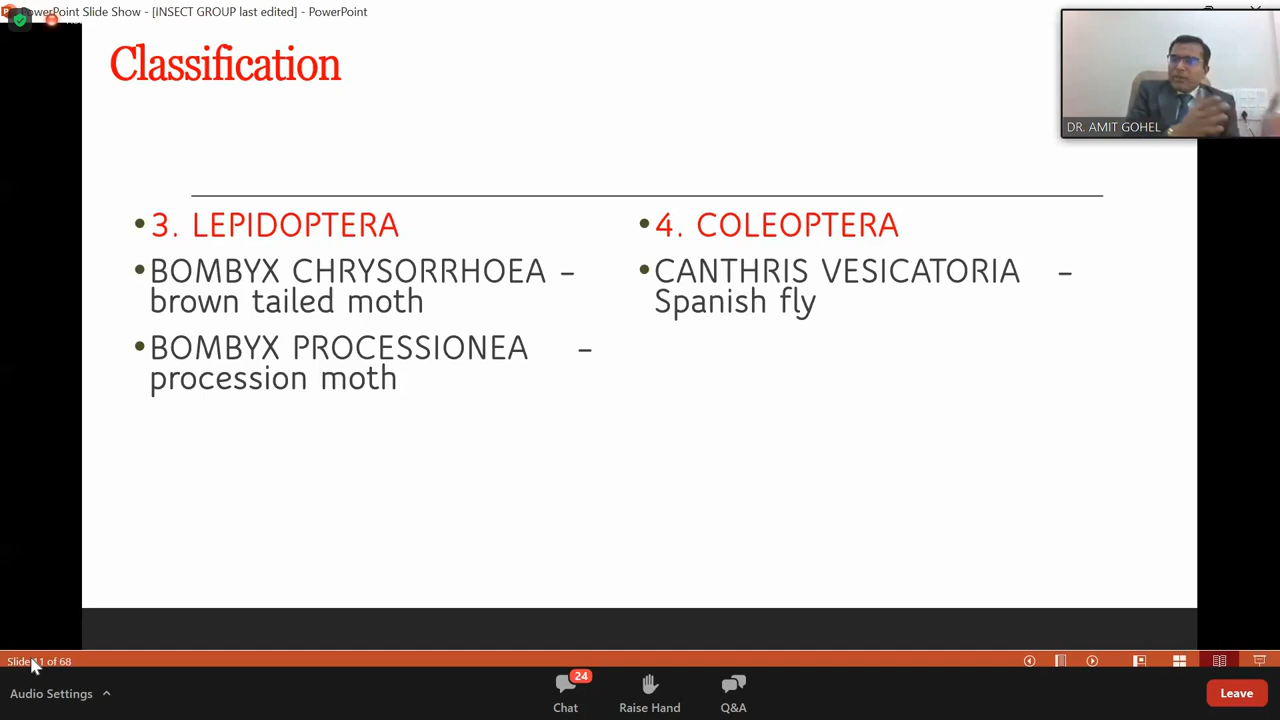 PowerPoint Slide Show - [INSECT GROUP last edited] - PowerPoint
Classification
DR. AMIT GOHEL
• 3. LEPIDOPTERA
• BOMBYX CHRYSORRHOEA –
brown tailed moth
• BOMBYX PROCESSIONEA –
procession moth
• 4. COLEOPTERA
• CANTHRIS VESICATORIA –
Spanish fly
Slide 11 of 68
Audio Settings
24
Chat
Raise Hand
Q&A
Leave